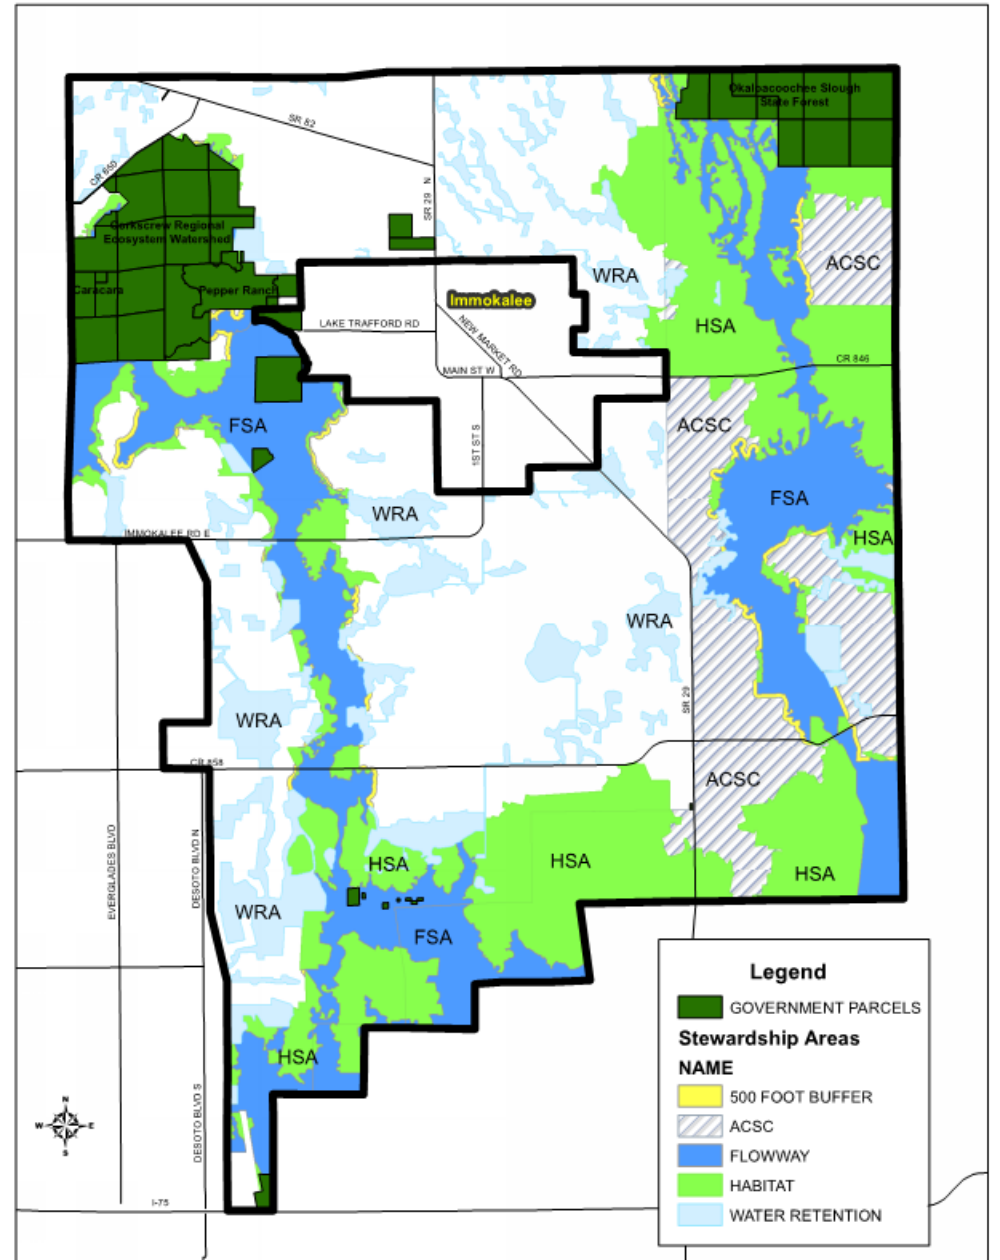 Okaloacoochee Slough
State Forest
SR 82
CR 850
SR 29 N
Corkscrew Regional
Ecosystem Watershed
ACSC
WRA
Caracara
Pepper Ranch
Immokalee
LAKE TRAFFORD RD
NEW MARKET RD
HSA
CR 846
MAIN ST W
FSA
ACSC
1ST ST S
FSA
WRA
IMMOKALEE RD E
HSA
WRA
SR 29
WRA
CR 858
ACSC
EVERGLADES BLVD
DESOTO BLVD N
HSA
HSA
HSA
WRA
FSA
Legend
GOVERNMENT PARCELS
Stewardship Areas
NAME
500 FOOT BUFFER
ACSC
FLOWWAY
HABITAT
WATER RETENTION
HSA
N
W E
S
DESOTO BLVD S
I-75